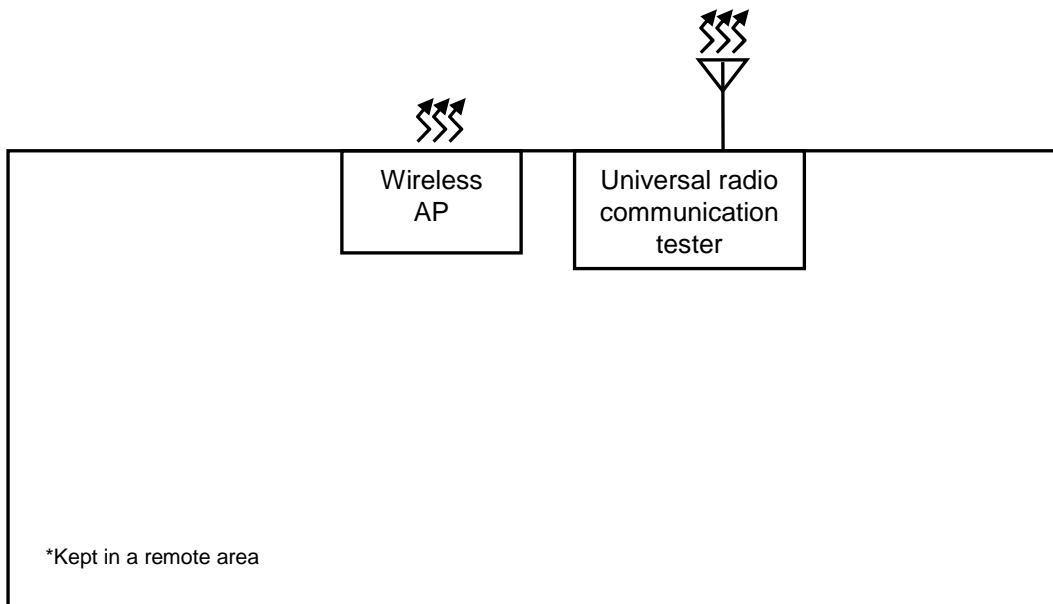 Wireless
AP
Universal radio
communication
tester
*Kept in a remote area